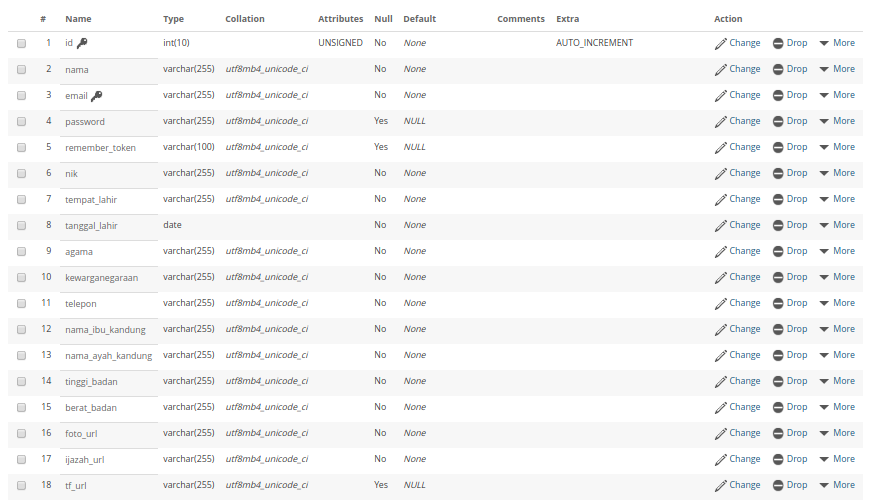 # Name Type Collation Attributes Null Default Comments Extra Action
1 id int(10) UNSIGNED No None AUTO_INCREMENT Change Drop More
2 nama varchar(255) utf8mb4_unicode_ci No None Change Drop More
3 email varchar(255) utf8mb4_unicode_ci No None Change Drop More
4 password varchar(255) utf8mb4_unicode_ci Yes NULL Change Drop More
5 remember_token varchar(100) utf8mb4_unicode_ci Yes NULL Change Drop More
6 nik varchar(255) utf8mb4_unicode_ci No None Change Drop More
7 tempat_lahir varchar(255) utf8mb4_unicode_ci No None Change Drop More
8 tanggal_lahir date No None Change Drop More
9 agama varchar(255) utf8mb4_unicode_ci No None Change Drop More
10 kewarganegaraan varchar(255) utf8mb4_unicode_ci No None Change Drop More
11 telepon varchar(255) utf8mb4_unicode_ci No None Change Drop More
12 nama_ibu_kandung varchar(255) utf8mb4_unicode_ci No None Change Drop More
13 nama_ayah_kandung varchar(255) utf8mb4_unicode_ci No None Change Drop More
14 tinggi_badan varchar(255) utf8mb4_unicode_ci No None Change Drop More
15 berat_badan varchar(255) utf8mb4_unicode_ci No None Change Drop More
16 foto_url varchar(255) utf8mb4_unicode_ci No None Change Drop More
17 ijazah_url varchar(255) utf8mb4_unicode_ci No None Change Drop More
18 tf_url varchar(255) utf8mb4_unicode_ci Yes NULL Change Drop More